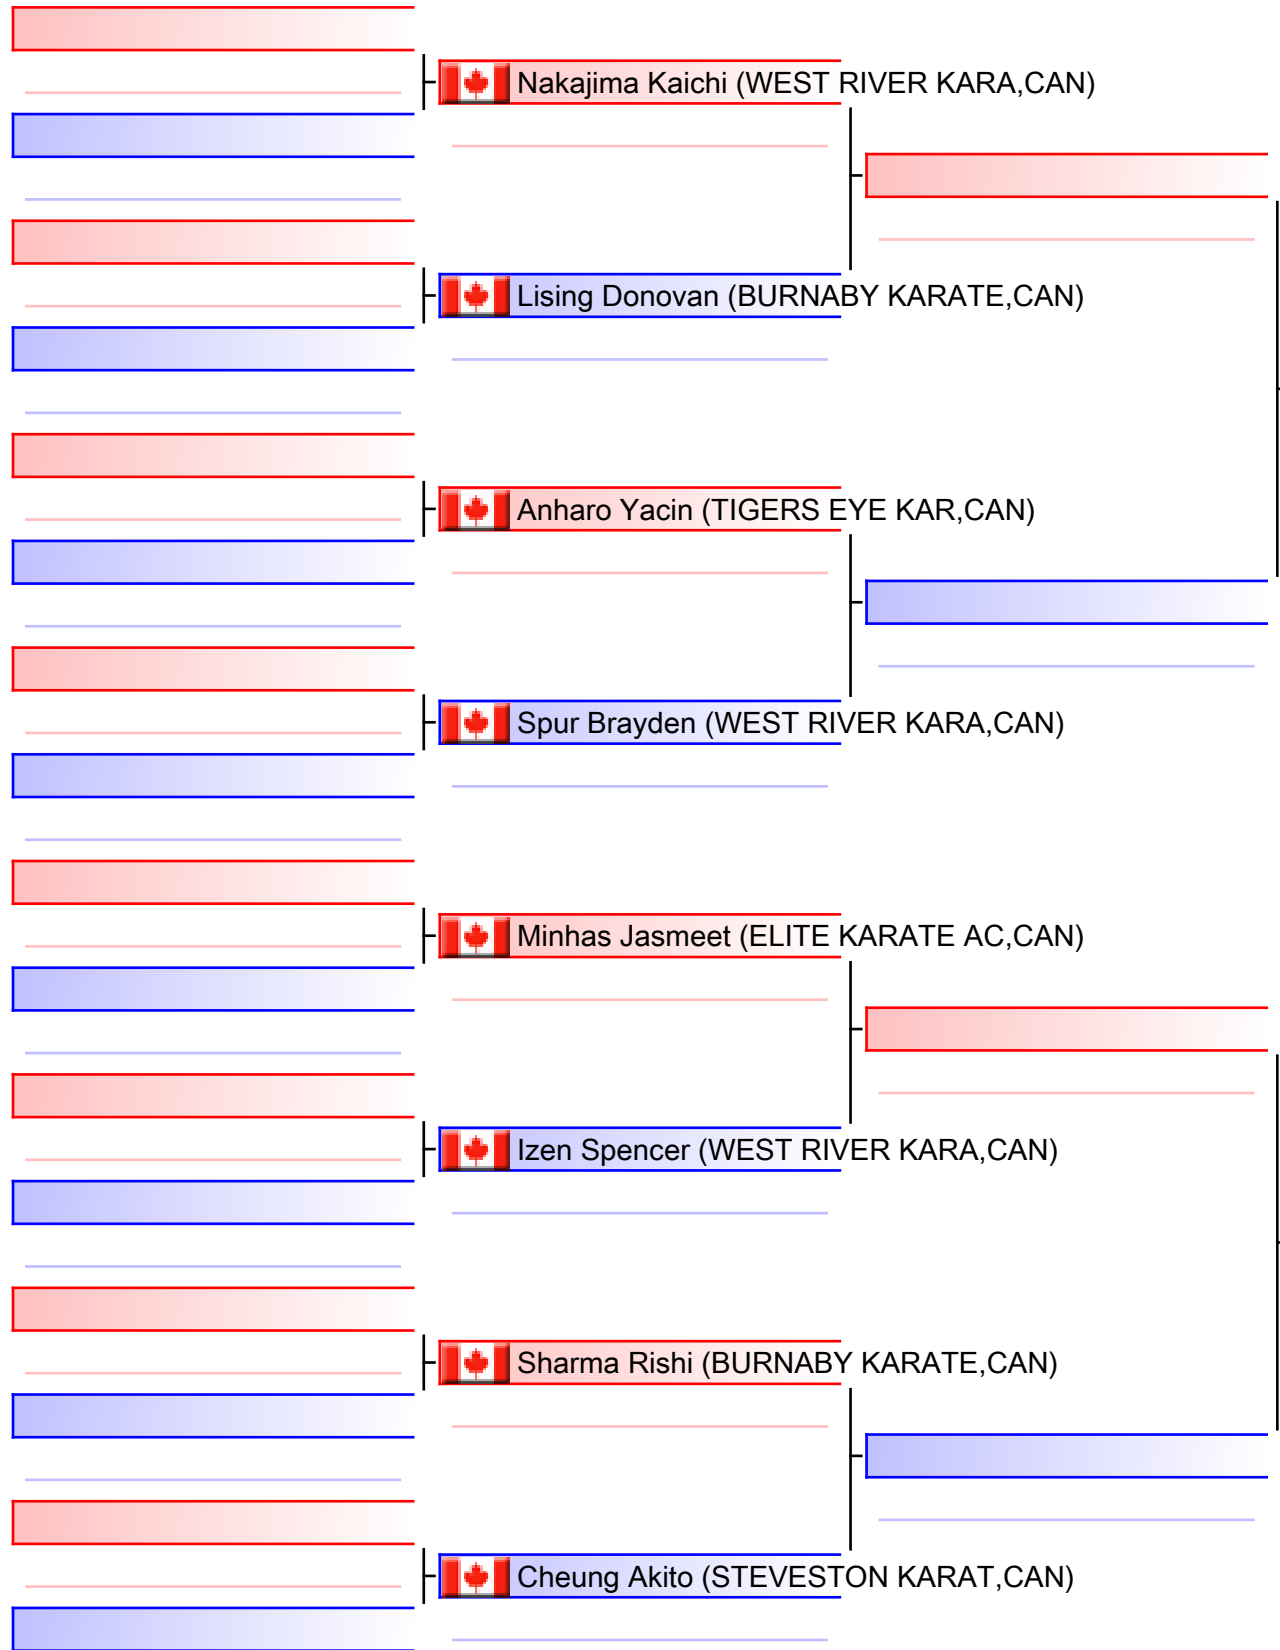 Nakajima Kaichi (WEST RIVER KARA,CAN)
Lising Donovan (BURNABY KARATE,CAN)
Anharo Yacin (TIGERS EYE KAR,CAN)
Spur Brayden (WEST RIVER KARA,CAN)
Minhas Jasmeet (ELITE KARATE AC,CAN)
Izen Spencer (WEST RIVER KARA,CAN)
Sharma Rishi (BURNABY KARATE,CAN)
Cheung Akito (STEVESTON KARAT,CAN)